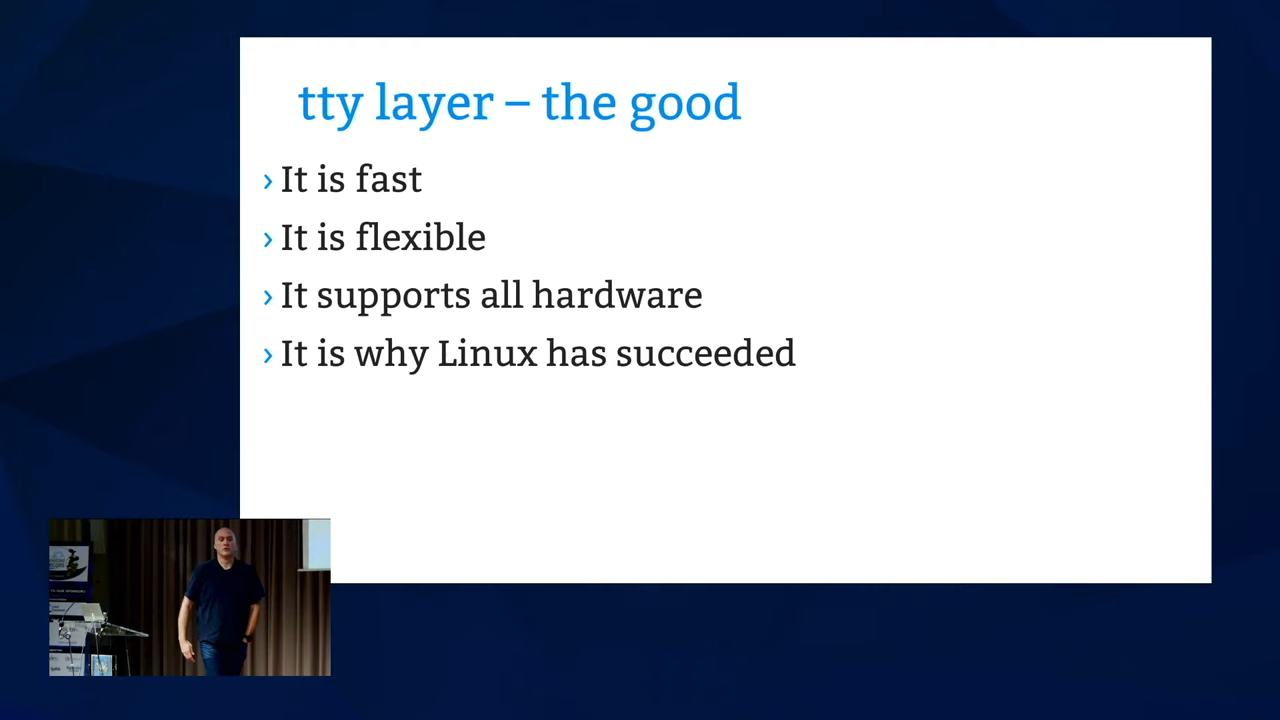 tty layer – the good
› It is fast
› It is flexible
› It supports all hardware
› It is why Linux has succeeded